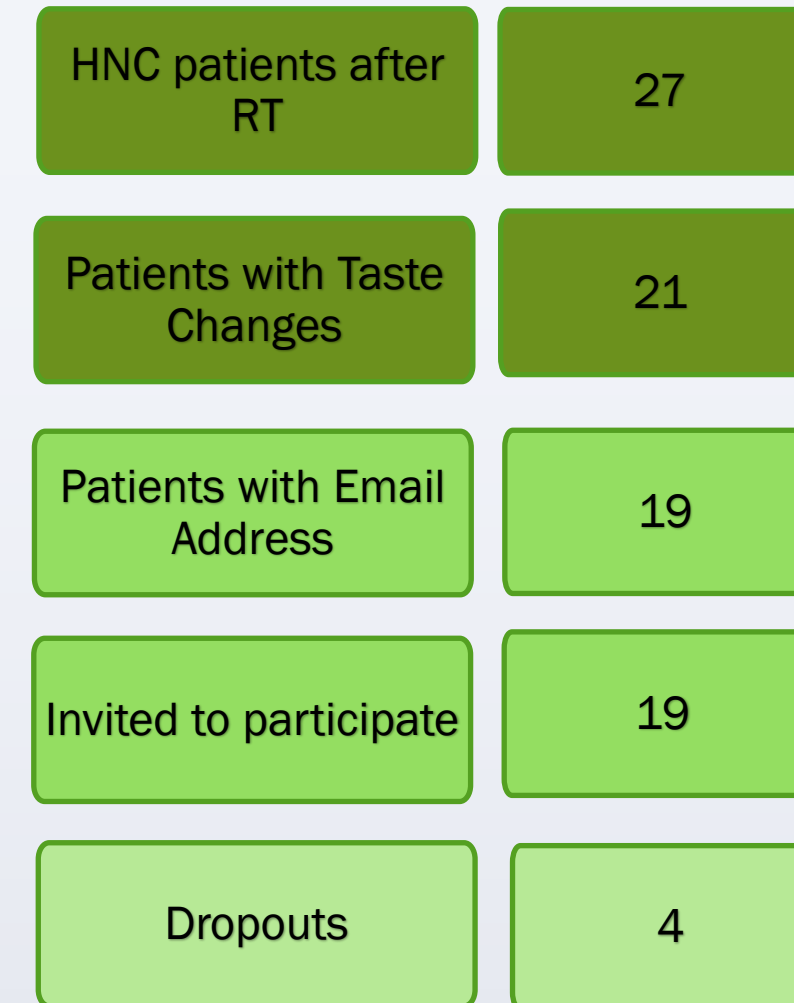 HNC patients after
RT
27
Patients with Taste
Changes
21
Patients with Email
Address
19
Invited to participate
19
Dropouts
4